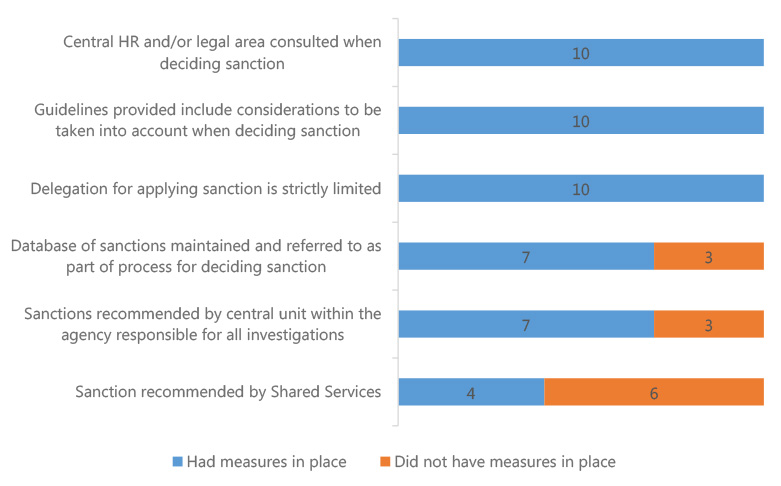 Central HR and/or legal area consulted when
deciding sanction
10
Guidelines provided include considerations to be
taken into account when deciding sanction
10
Delegation for applying sanction is strictly limited
10
Database of sanctions maintained and referred to as
part of process for deciding sanction
7 3
Sanctions recommended by central unit within the
agency responsible for all investigations
7 3
Sanction recommended by Shared Services
4 6
Had measures in place Did not have measures in place